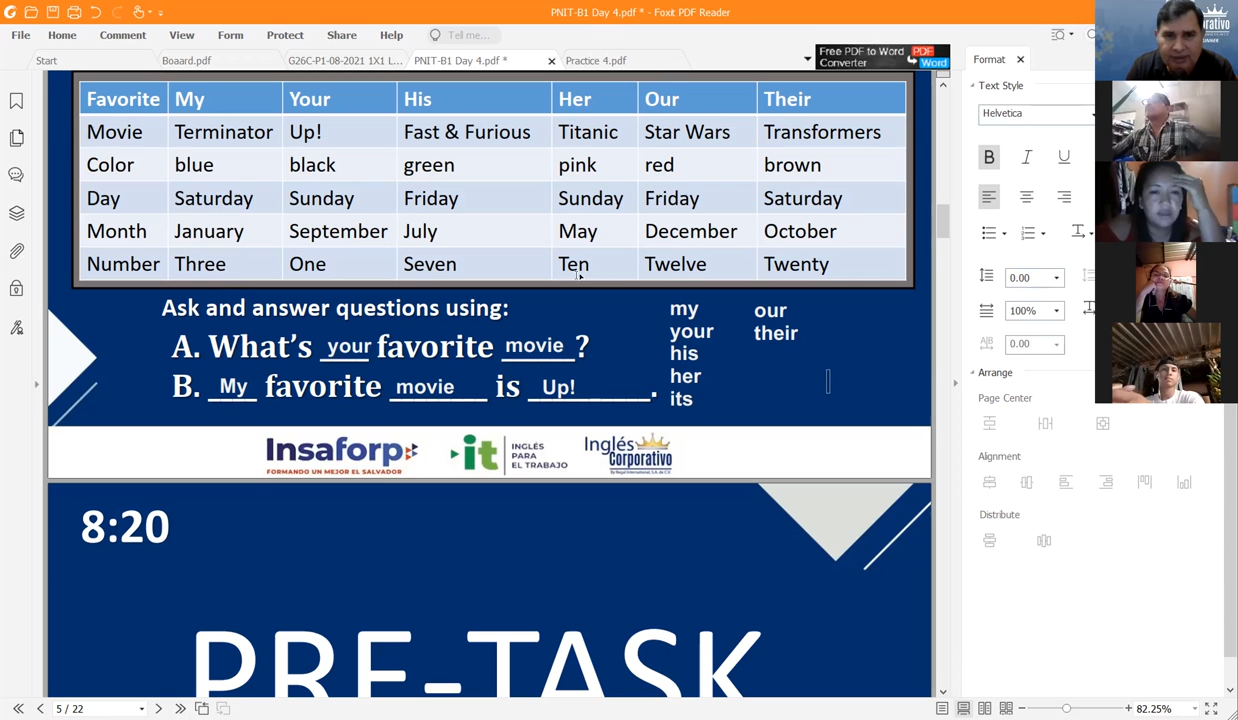 PNIT-B1 Day 4.pdf * - Foxit PDF Reader
File Home Comment View Form Protect Share Help Tell me...
Start Boaard.pdf G26C-P1-08-2021 1X1 L... PNIT-B1 Day 4.pdf * Practice 4.pdf
Free PDF to Word PDF
Converter Word
Favorite My Your His Her Our Their
Movie Terminator Up! Fast & Furious Titanic Star Wars Transformers
Color blue black green pink red brown
Day Saturday Sunday Friday Sunday Friday Saturday
Month January September July May December October
Number Three One Seven Ten Twelve Twenty
Ask and answer questions using:
A. What's your favorite movie?
B. My favorite movie is Up!.
my
your
his
her
its
our
their
Insaforp
FORMANDO UN MEJOR EL SALVADOR
it INGLÉS
PARA
EL TRABAJO
Inglés
Corporativo
8:20
PRE-TASK
Format
Text Style
Helvetica
B I U
0.00
100%
0.00
Arrange
Page Center
Alignment
Distribute
5 / 22
82.25%